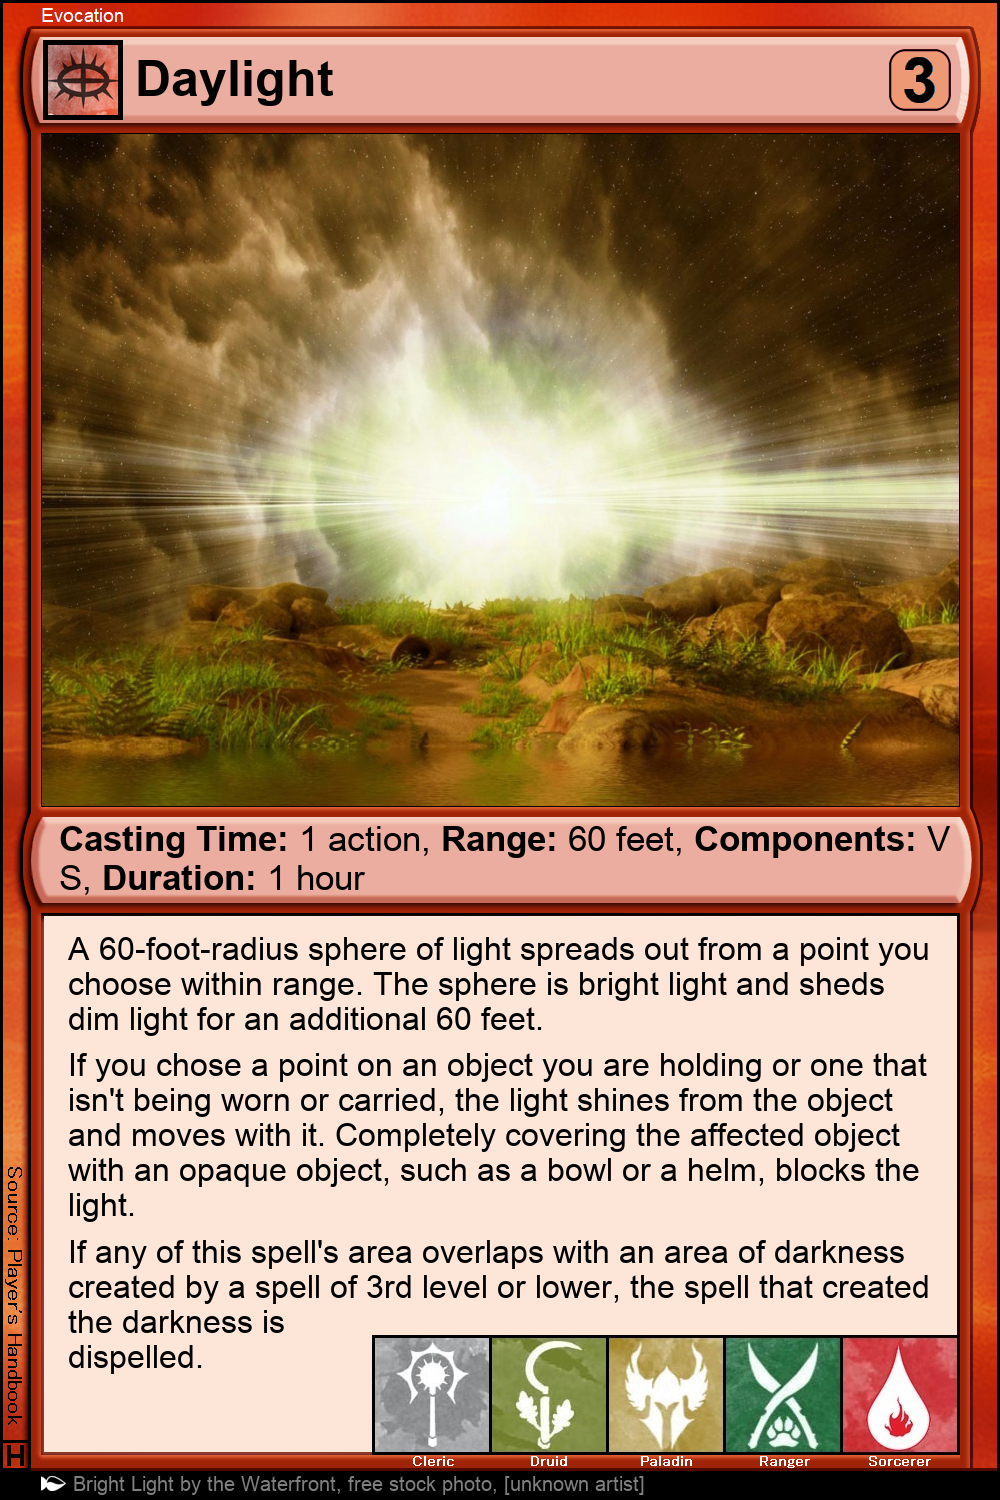 Evocation
Daylight
3
Casting Time: 1 action, Range: 60 feet, Components: V
S, Duration: 1 hour
A 60-foot-radius sphere of light spreads out from a point you
choose within range. The sphere is bright light and sheds
dim light for an additional 60 feet.
If you chose a point on an object you are holding or one that
isn't being worn or carried, the light shines from the object
and moves with it. Completely covering the affected object
with an opaque object, such as a bowl or a helm, blocks the
light.
If any of this spell's area overlaps with an area of darkness
created by a spell of 3rd level or lower, the spell that created
the darkness is
dispelled.
Cleric
Druid
Paladin
Ranger
Sorcerer
Source: Player's Handbook
H
Bright Light by the Waterfront, free stock photo, [unknown artist]